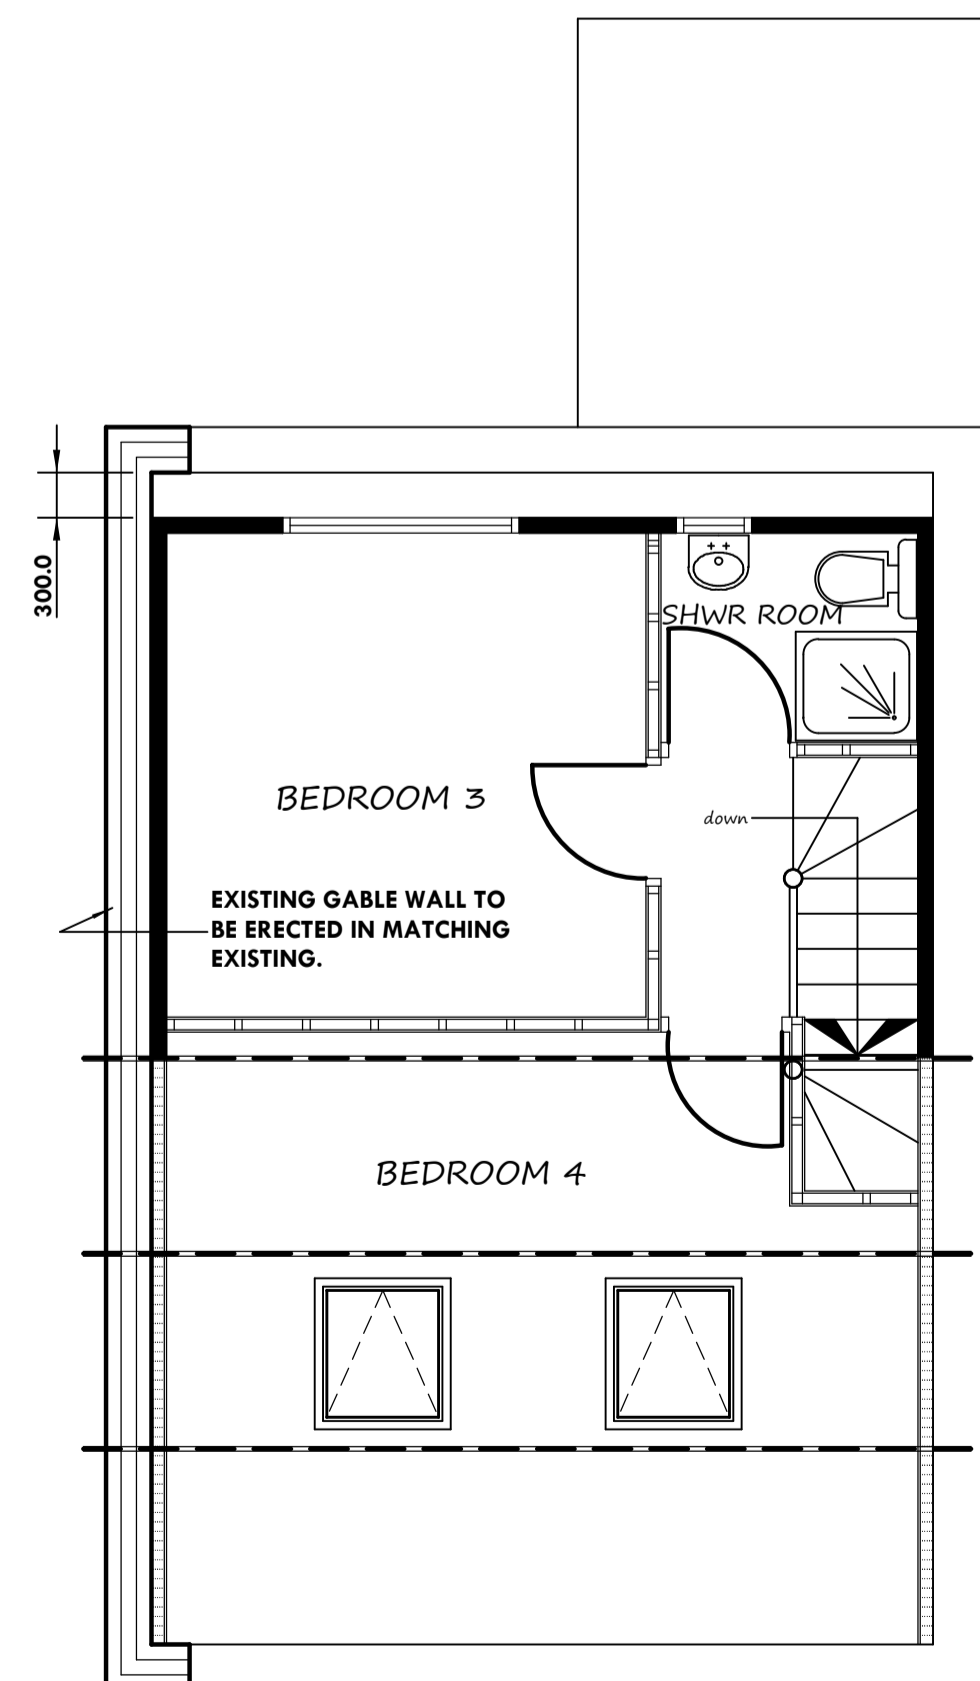 300.0
SHWR ROOM
BEDROOM 3
down
EXISTING GABLE WALL TO
BE ERECTED IN MATCHING
EXISTING.
BEDROOM 4